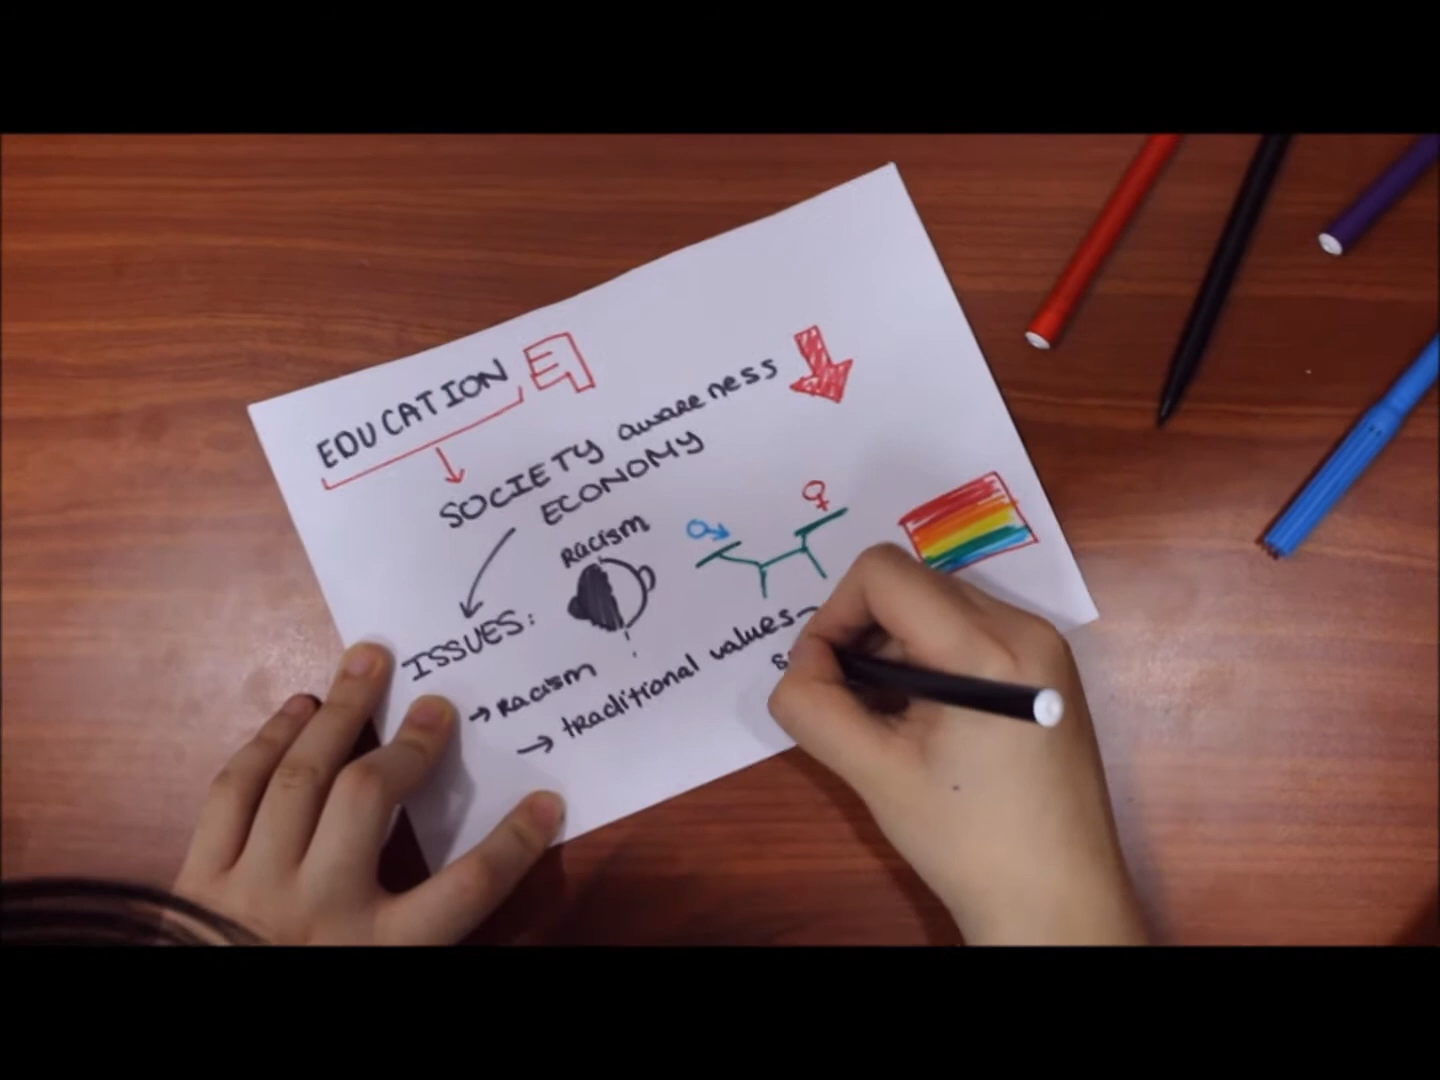 EDUCATION
SOCIETY awareness
ECONOMY
Racism
ISSUES:
→ racism
→ traditional values